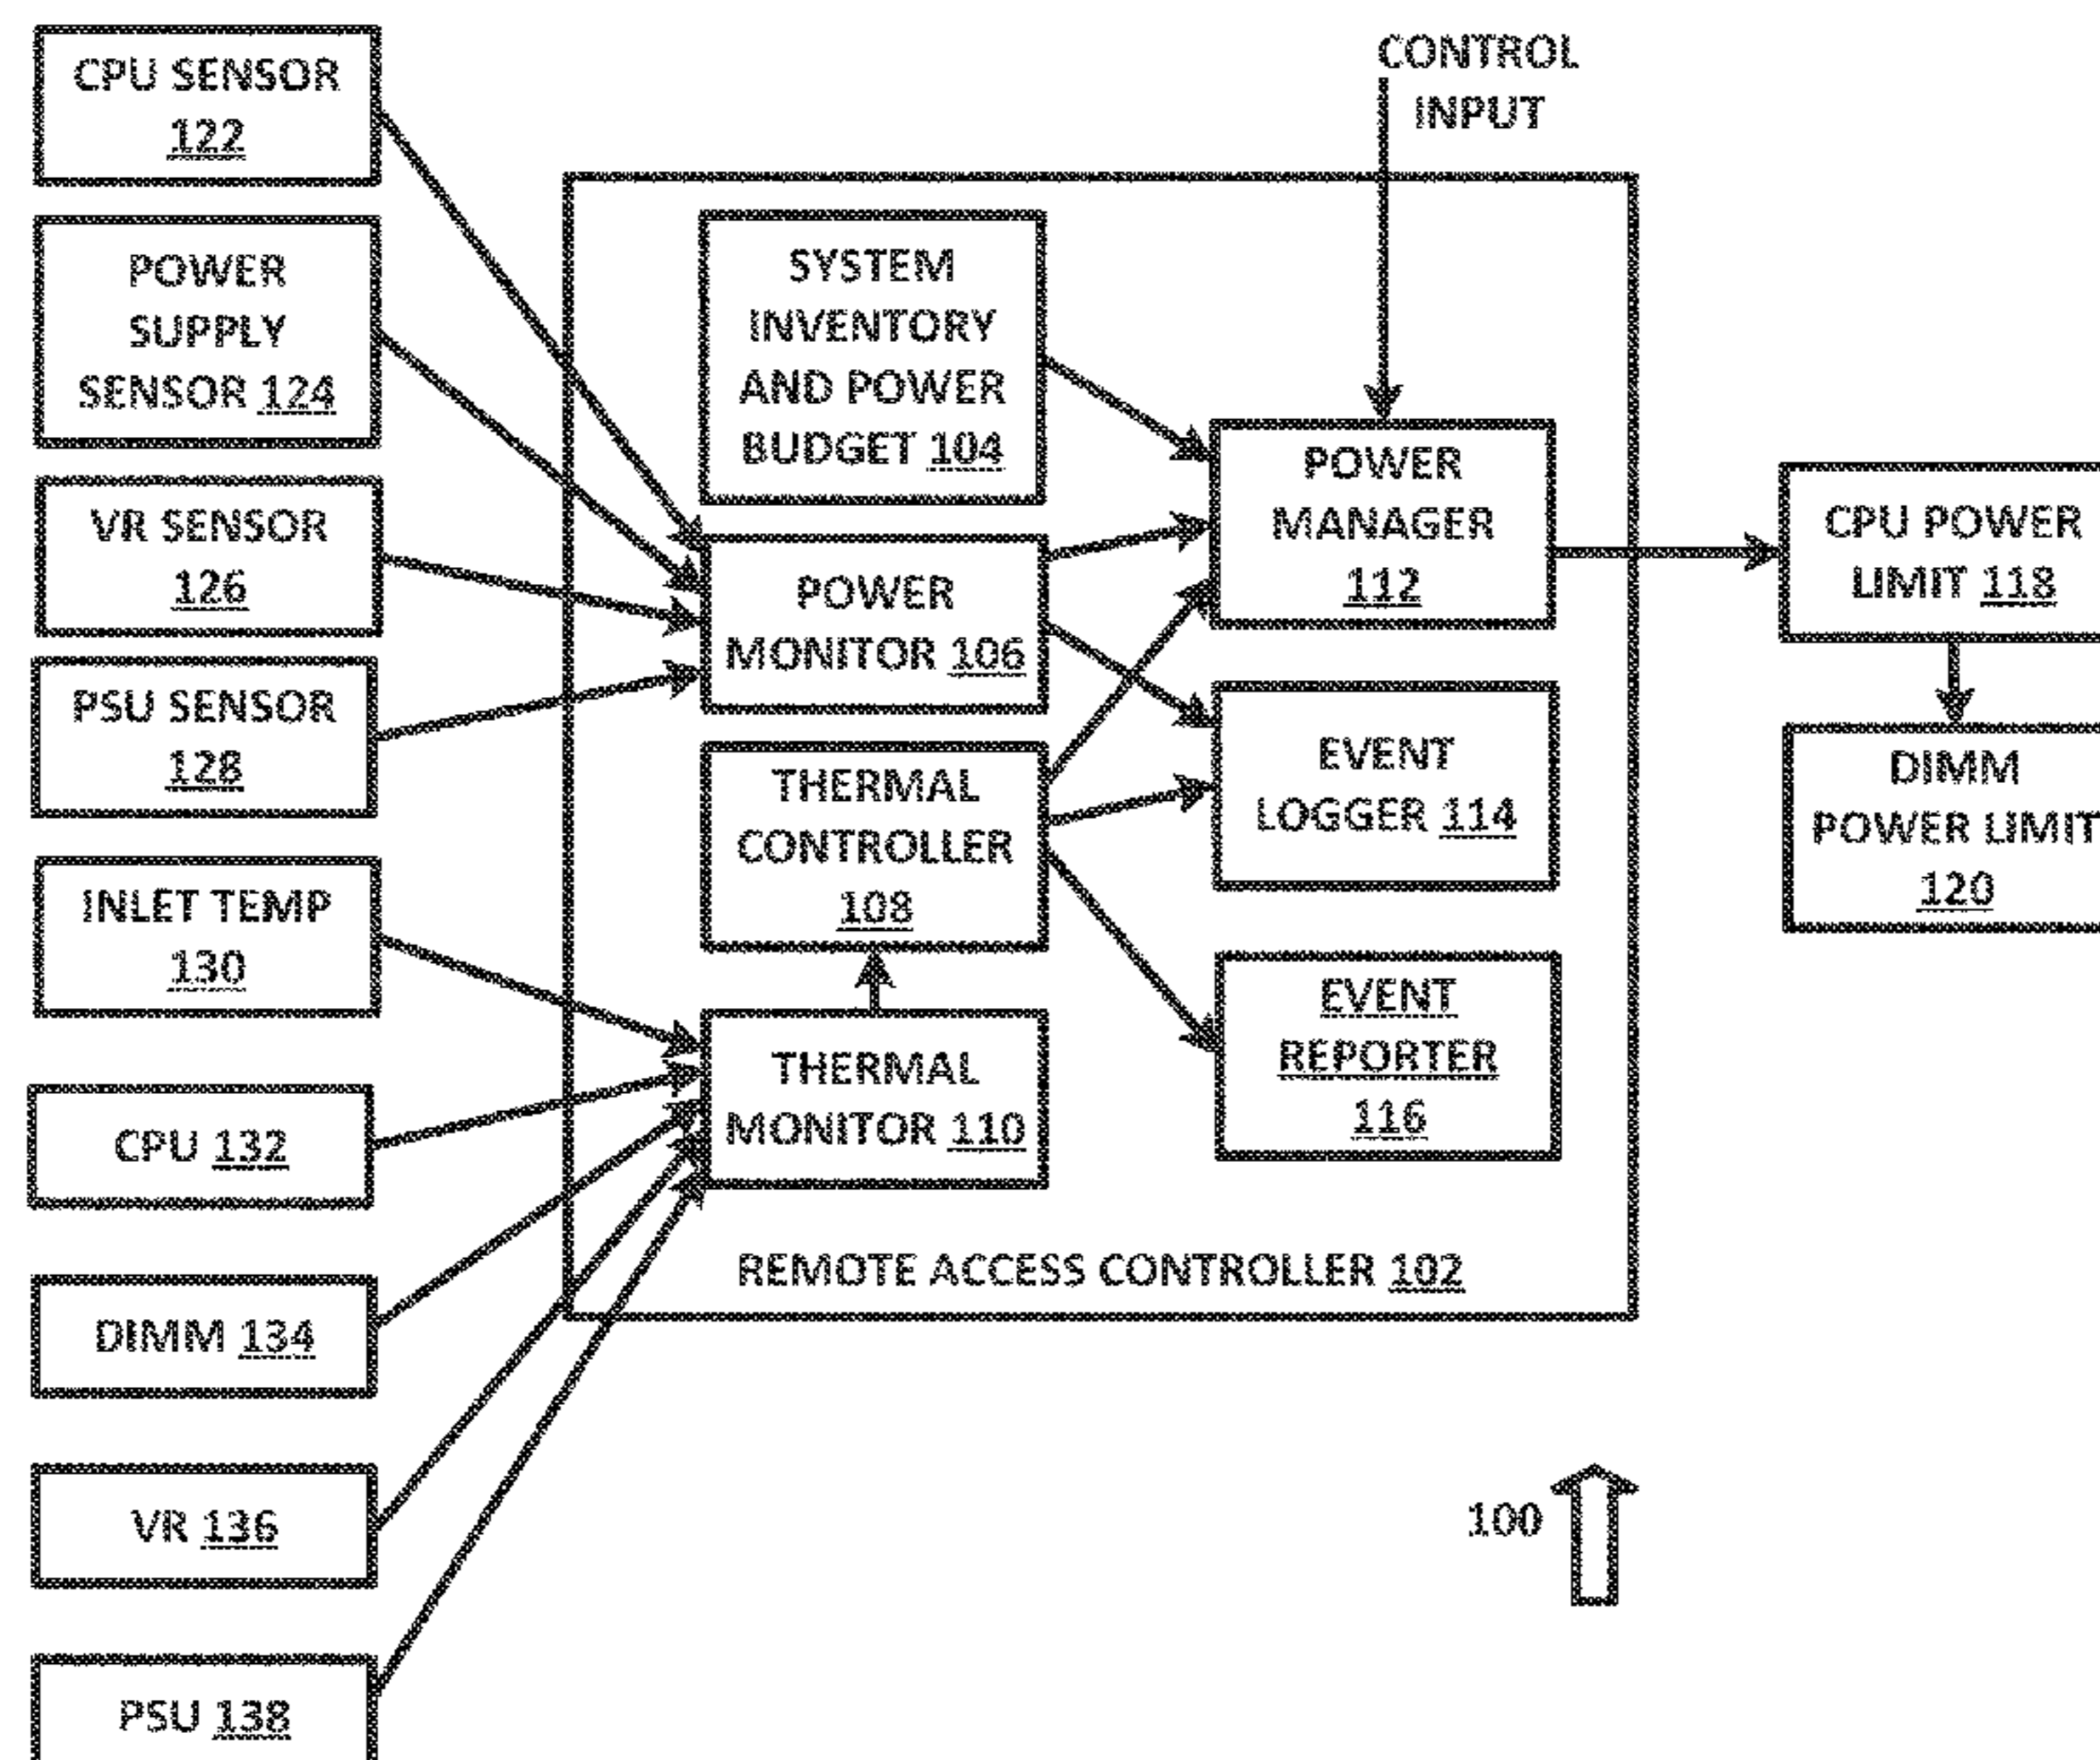 CPU SENSOR
122
POWER
SUPPLY
SENSOR 124
VR SENSOR
126
PSU SENSOR
128
INLET TEMP
130
CPU 132
DIMM 134
VR 136
PSU 138
SYSTEM
INVENTORY
AND POWER
BUDGET 104
POWER
MONITOR 106
THERMAL
CONTROLLER
108
THERMAL
MONITOR 110
CONTROL
INPUT
POWER
MANAGER
112
EVENT
LOGGER 114
EVENT
REPORTER
116
REMOTE ACCESS CONTROLLER 102
CPU POWER
LIMIT 118
DIMM
POWER LIMIT
120
100